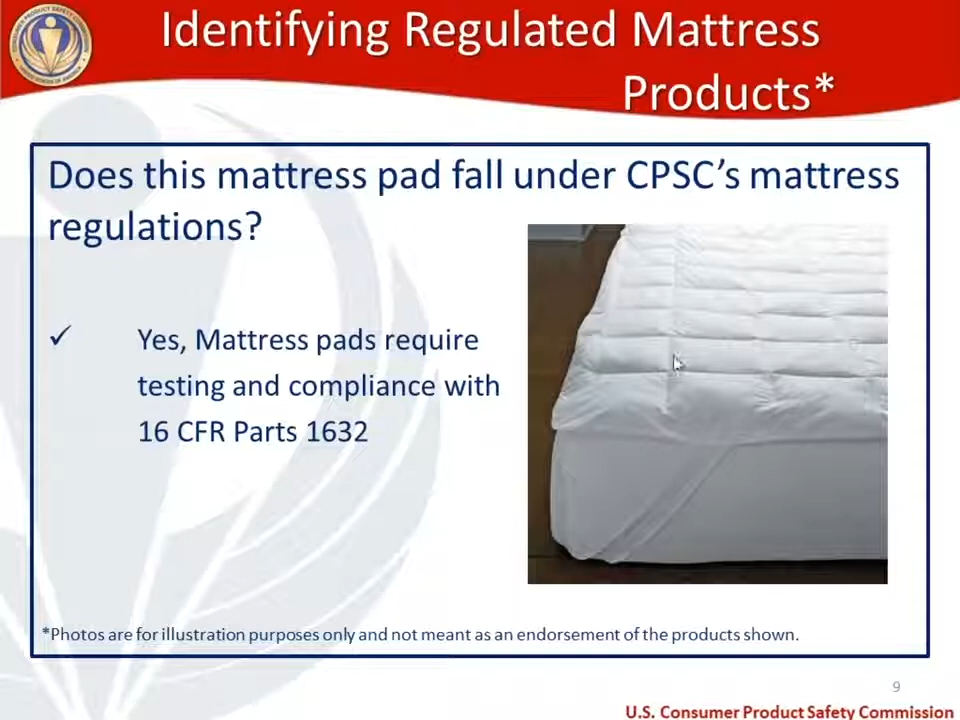 Identifying Regulated Mattress
Products*
Does this mattress pad fall under CPSC's mattress
regulations?
✓ Yes, Mattress pads require
testing and compliance with
16 CFR Parts 1632
*Photos are for illustration purposes only and not meant as an endorsement of the products shown.
9
U.S. Consumer Product Safety Commission